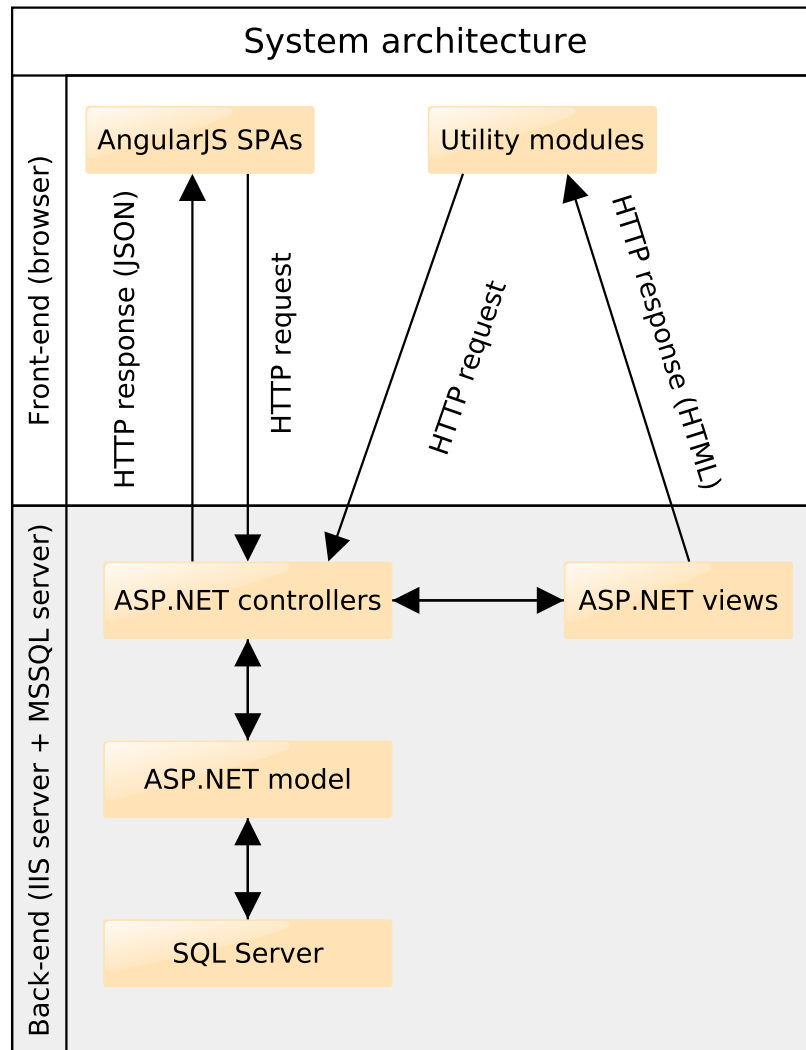 System architecture
Front-end (browser)
AngularJS SPAs
Utility modules
HTTP response (JSON)
HTTP request
HTTP request
HTTP response (HTML)
Back-end (IIS server + MSSQL server)
ASP.NET controllers
ASP.NET views
ASP.NET model
SQL Server